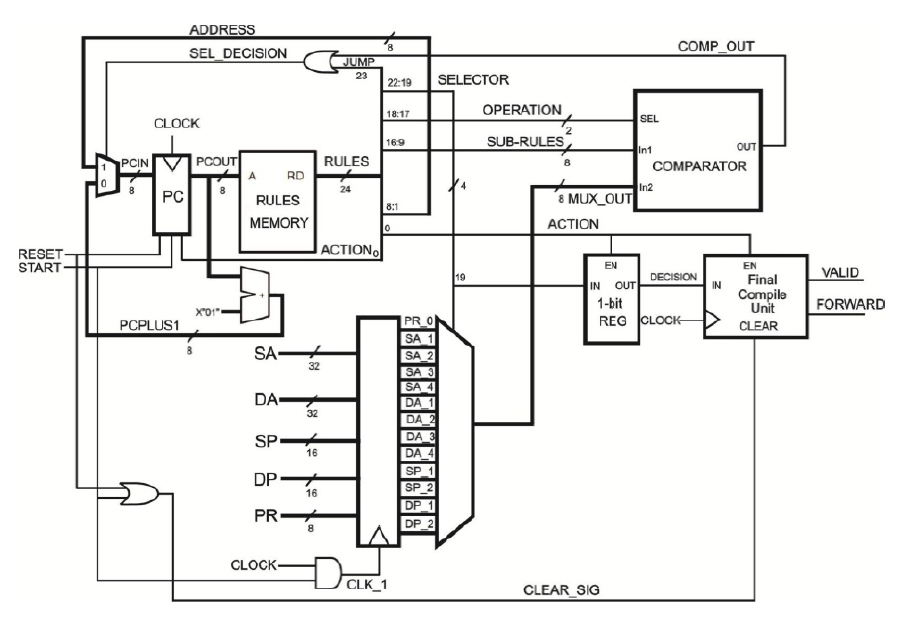 ADDRESS
8
SEL_DECISION
JUMP
23
COMP_OUT
22:19
SELECTOR
CLOCK
18:17
OPERATION
2
SEL
16:9
SUB-RULES
8
In1
OUT
COMPARATOR
In2
1
0
PCIN
8
PC
PCOUT
8
A
RD
RULES
MEMORY
RULES
24
4
8
MUX_OUT
8:1
0
ACTION
ACTION0
RESET
START
19
EN
IN
OUT
1-bit
REG
DECISION
CLOCK
EN
IN
Final
Compile
Unit
CLEAR
VALID
FORWARD
+
X"01"
PCPLUS1
8
PR_0
SA_1
SA_2
SA_3
SA_4
DA_1
DA_2
DA_3
DA_4
SP_1
SP_2
DP_1
DP_2
SA
32
DA
32
SP
16
DP
16
PR
8
CLOCK
CLK_1
CLEAR_SIG